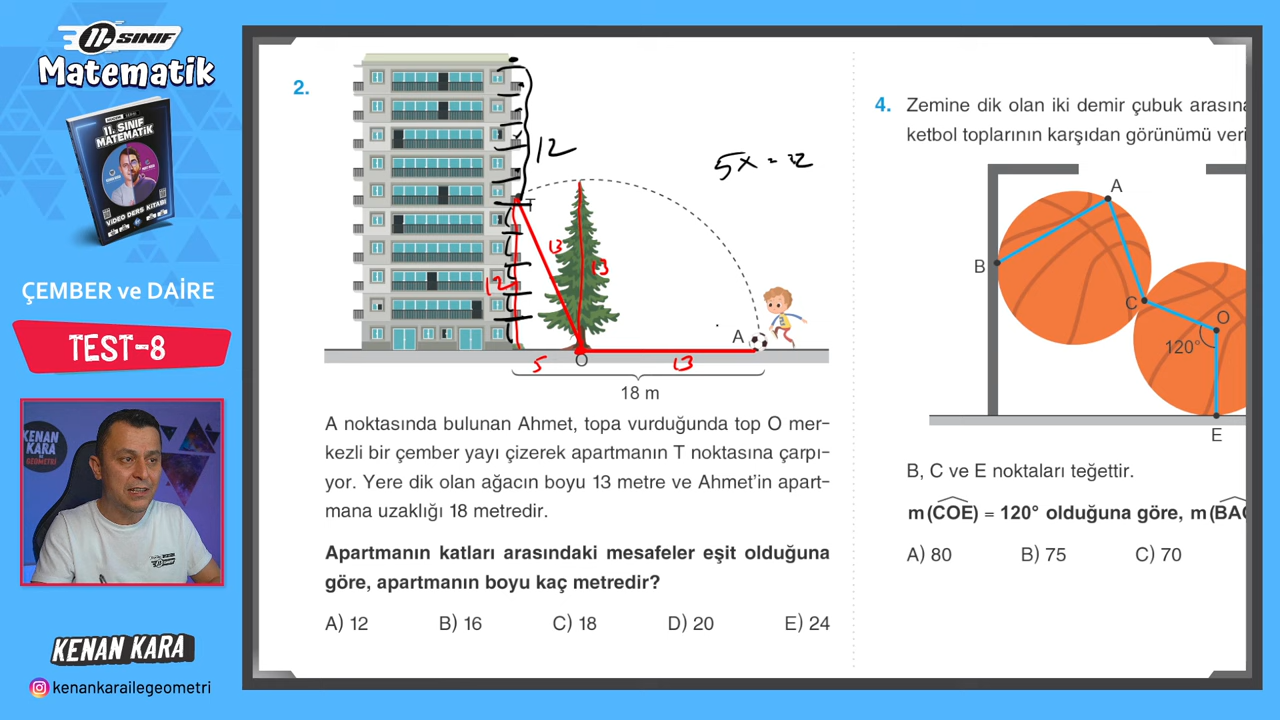 11. SINIF
Matematik
11. SINIF
MATEMATİK
VİDEO DERS KİTABI
ÇEMBER ve DAİRE
TEST-8
KENAN
KARA
GEOMETRİ
KENAN KARA
kenankarailegeometri
2.
12
5x =
T
13
13
12
A
O
5
13
18 m
A noktasında bulunan Ahmet, topa vurduğunda top O mer-
kezli bir çember yayı çizerek apartmanın T noktasına çarpı-
yor. Yere dik olan ağacın boyu 13 metre ve Ahmet'in apart-
mana uzaklığı 18 metredir.
Apartmanın katları arasındaki mesafeler eşit olduğuna
göre, apartmanın boyu kaç metredir?
A) 12 B) 16 C) 18 D) 20 E) 24
4. Zemine dik olan iki demir çubuk arasına
ketbol toplarının karşıdan görünümü veri
A
B
C
O
120°
E
B, C ve E noktaları teğettir.
m(COE) = 120° olduğuna göre, m(BAC
A) 80 B) 75 C) 70